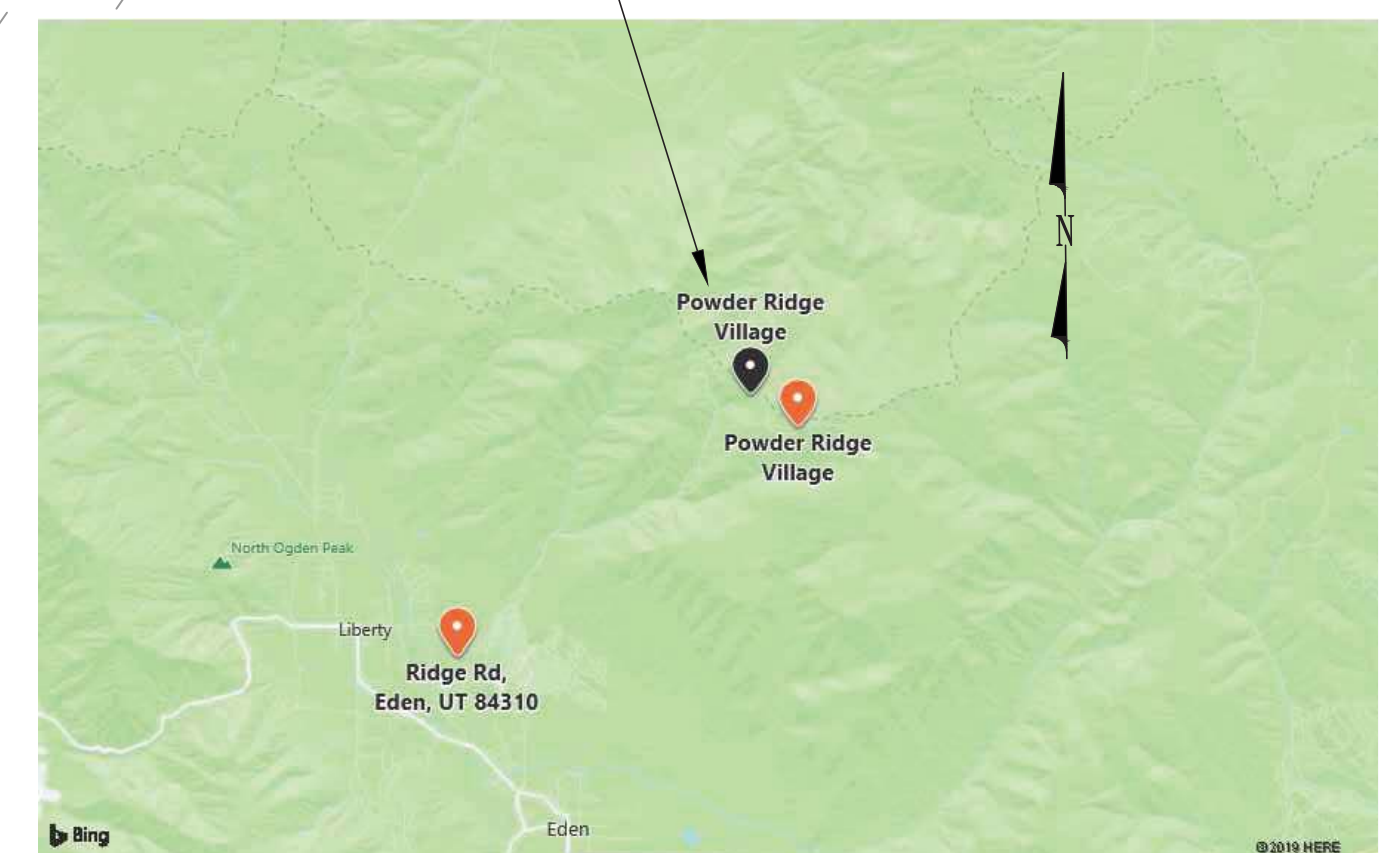 N
Powder Ridge
Village
Powder Ridge
Village
North Ogden Peak
Liberty
Ridge Rd,
Eden, UT 84310
Eden
Bing
©2019 HERE